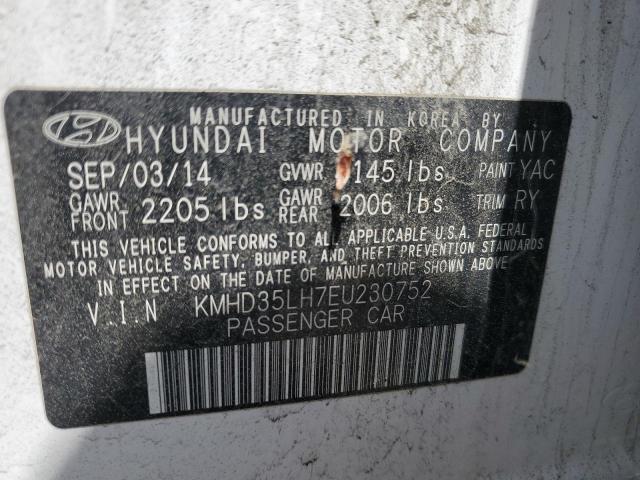 MANUFACTURED IN KOREA BY
HYUNDAI MOTOR COMPANY
SEP/03/14 GVWR 145 lbs PAINT YAC
GAWR FRONT 2205 lbs GAWR REAR 2006 lbs TRIM RY
THIS VEHICLE CONFORMS TO ALL APPLICABLE U.S.A. FEDERAL
MOTOR VEHICLE SAFETY, BUMPER, AND THEFT PREVENTION STANDARDS
IN EFFECT ON THE DATE OF MANUFACTURE SHOWN ABOVE.
V.I.N KMHD35LH7EU230752
PASSENGER CAR